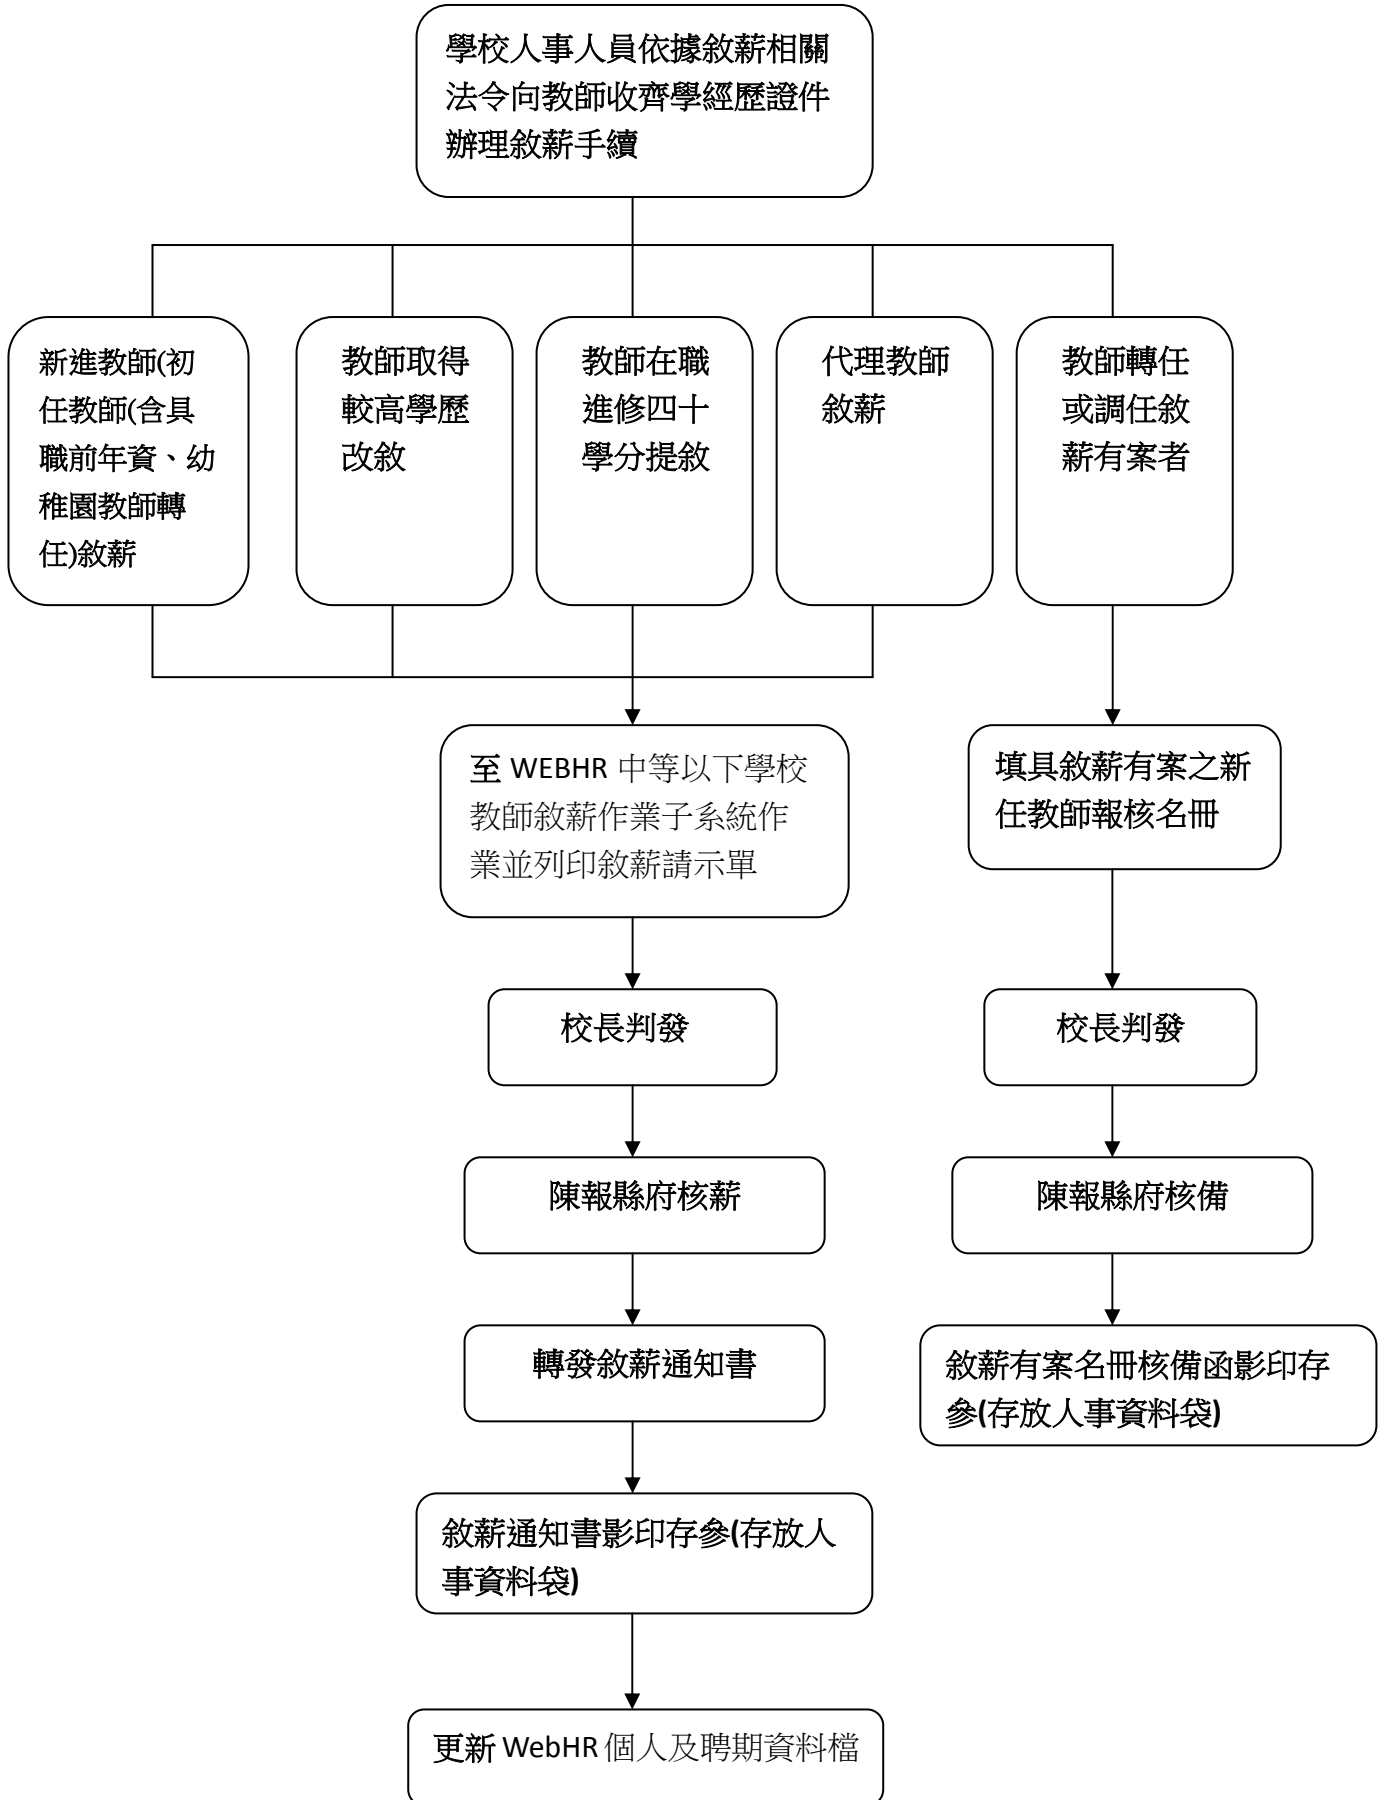 學校人事人員依據敘薪相關
法令向教師收齊學經歷證件
辦理敘薪手續
新進教師(初
任教師(含具
職前年資、幼
稚園教師轉
任)敘薪
教師取得
較高學歷
改敘
教師在職
進修四十
學分提敘
代理教師
敘薪
教師轉任
或調任敘
薪有案者
至 WEBHR 中等以下學校
教師敘薪作業子系統作
業並列印敘薪請示單
填具敘薪有案之新
任教師報核名冊
校長判發
校長判發
陳報縣府核薪
陳報縣府核備
轉發敘薪通知書
敘薪有案名冊核備函影印存
參(存放人事資料袋)
敘薪通知書影印存參(存放人
事資料袋)
更新 WebHR 個人及聘期資料檔